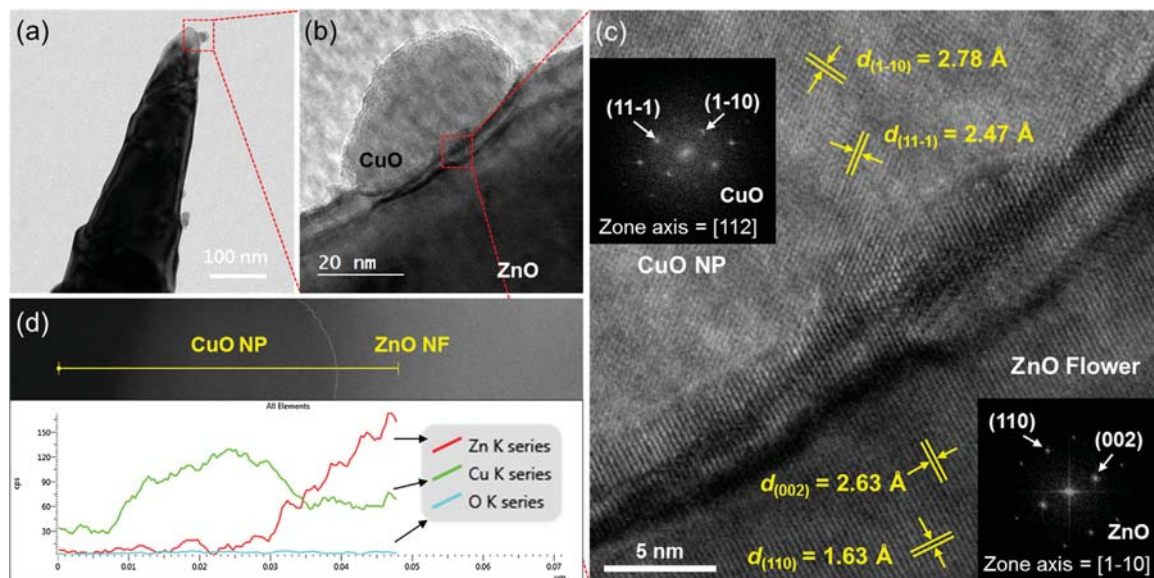 (a)
100 nm
(b)
CuO
ZnO
20 nm
(c)
d(1-10) = 2.78 Å
d(11-1) = 2.47 Å
(11-1)
(1-10)
CuO
Zone axis = [112]
CuO NP
ZnO Flower
d(002) = 2.63 Å
d(110) = 1.63 Å
5 nm
(110)
(002)
ZnO
Zone axis = [1-10]
(d)
CuO NP
ZnO NF
All Elements
cps
150
120
90
60
30
0
0.01
0.02
0.03
0.04
0.05
0.06
0.07
Zn K series
Cu K series
O K series